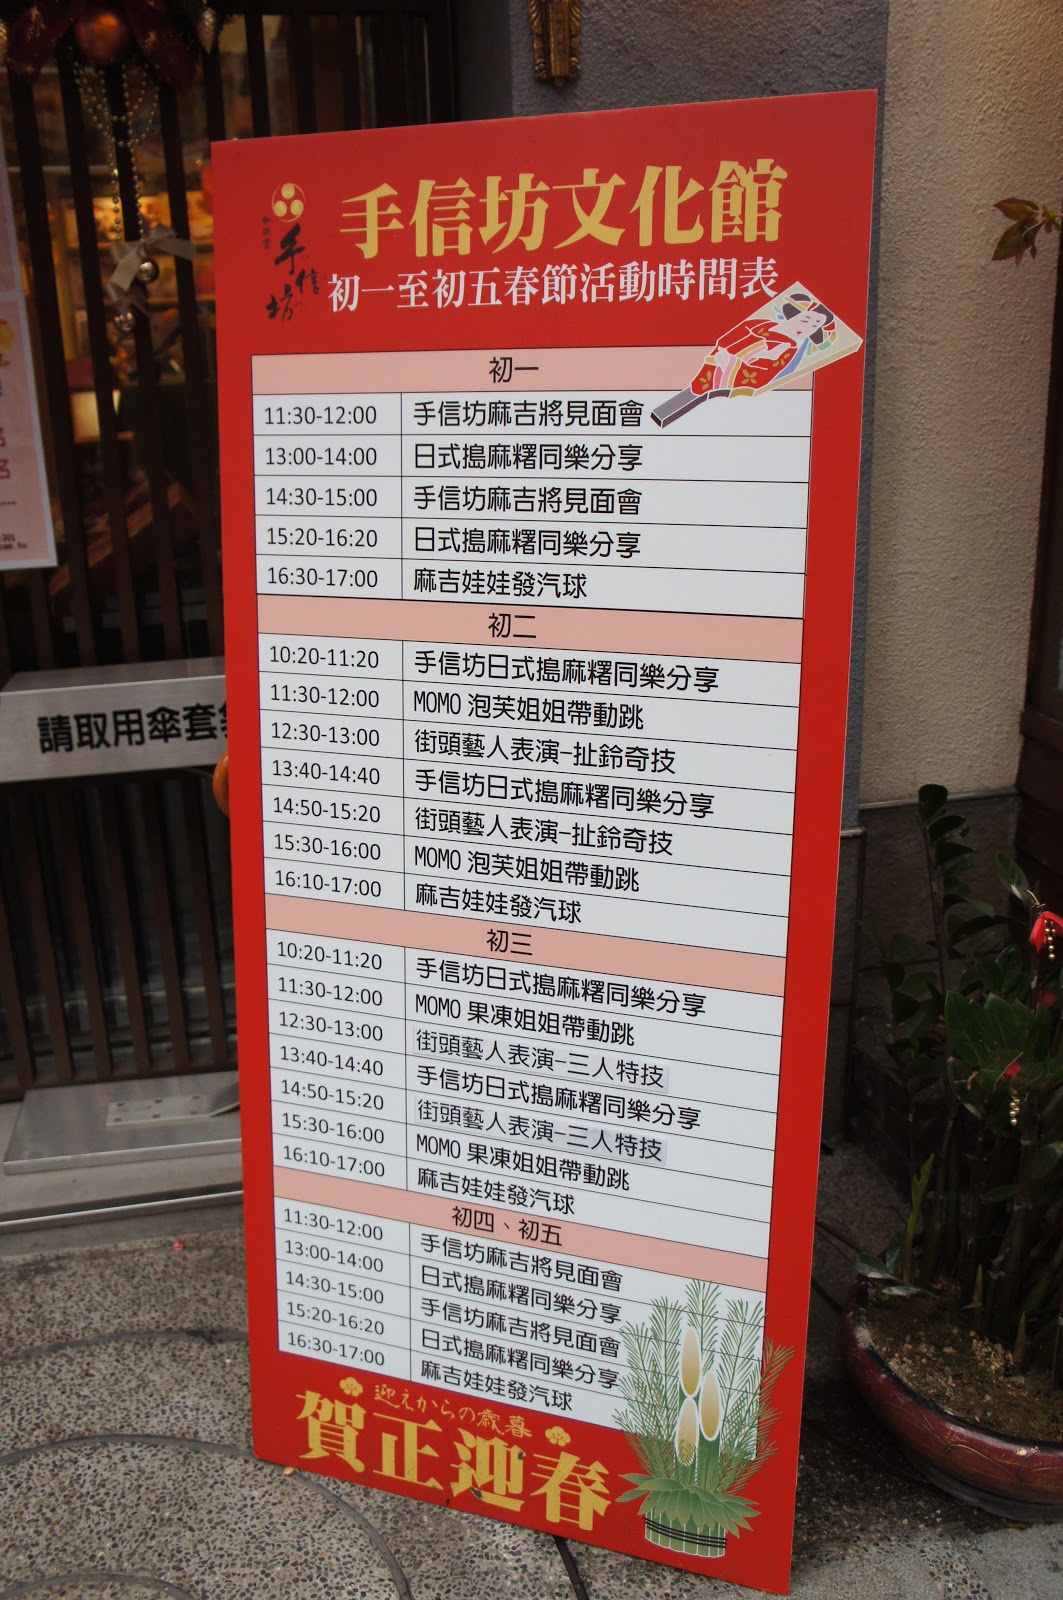 手信坊文化館
手信坊
初一至初五春節活動時間表
初一
11:30-12:00 手信坊麻吉將見面會
13:00-14:00 日式搗麻糬同樂分享
14:30-15:00 手信坊麻吉將見面會
15:20-16:20 日式搗麻糬同樂分享
16:30-17:00 麻吉娃娃發汽球
初二
10:20-11:20 手信坊日式搗麻糬同樂分享
11:30-12:00 MOMO 泡芙姐姐帶動跳
12:30-13:00 街頭藝人表演-扯鈴奇技
13:40-14:40 手信坊日式搗麻糬同樂分享
14:50-15:20 街頭藝人表演-扯鈴奇技
15:30-16:00 MOMO 泡芙姐姐帶動跳
16:10-17:00 麻吉娃娃發汽球
初三
10:20-11:20 手信坊日式搗麻糬同樂分享
11:30-12:00 MOMO 果凍姐姐帶動跳
12:30-13:00 街頭藝人表演-三人特技
13:40-14:40 手信坊日式搗麻糬同樂分享
14:50-15:20 街頭藝人表演-三人特技
15:30-16:00 MOMO 果凍姐姐帶動跳
16:10-17:00 麻吉娃娃發汽球
初四、初五
11:30-12:00 手信坊麻吉將見面會
13:00-14:00 日式搗麻糬同樂分享
14:30-15:00 手信坊麻吉將見面會
15:20-16:20 日式搗麻糬同樂分享
16:30-17:00 麻吉娃娃發汽球
迎えからの歳暮
賀正迎春
請取用傘套